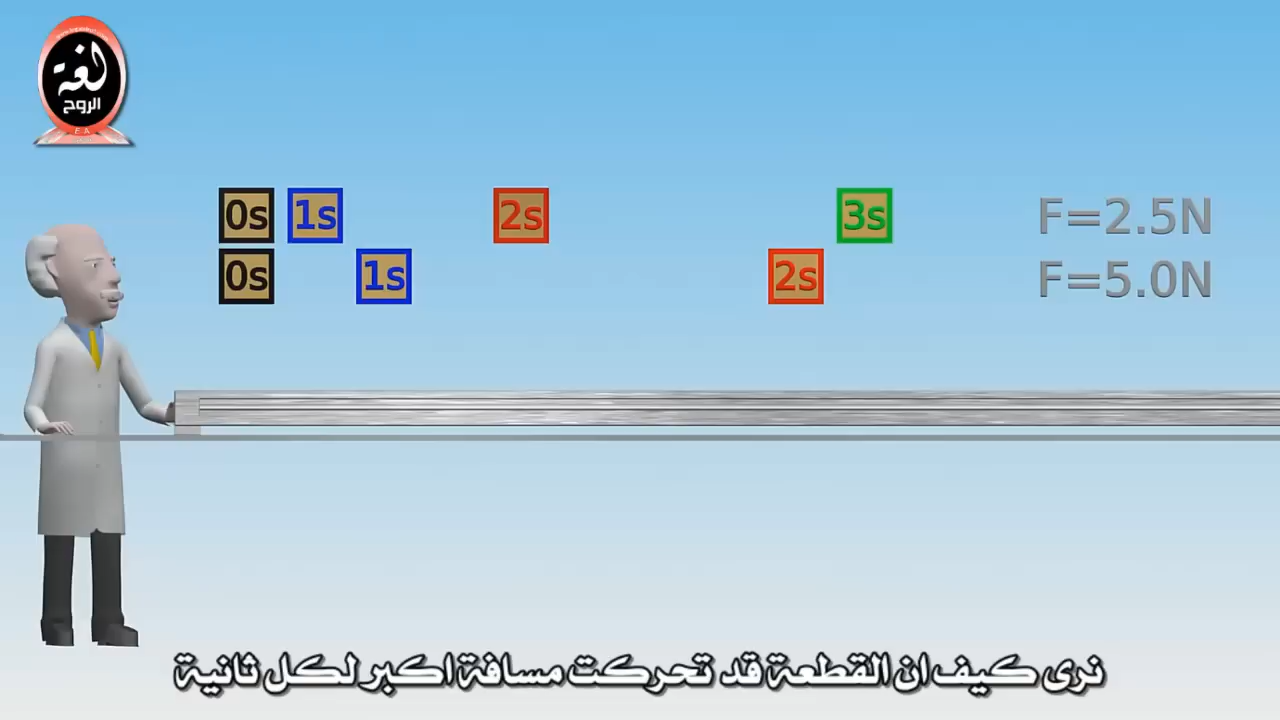 لغة
الروح
E A
0s 1s 2s 3s F=2.5N
0s 1s 2s F=5.0N
نرى كيف ان القطعة قد تحركت مسافة اكبر لكل ثانية